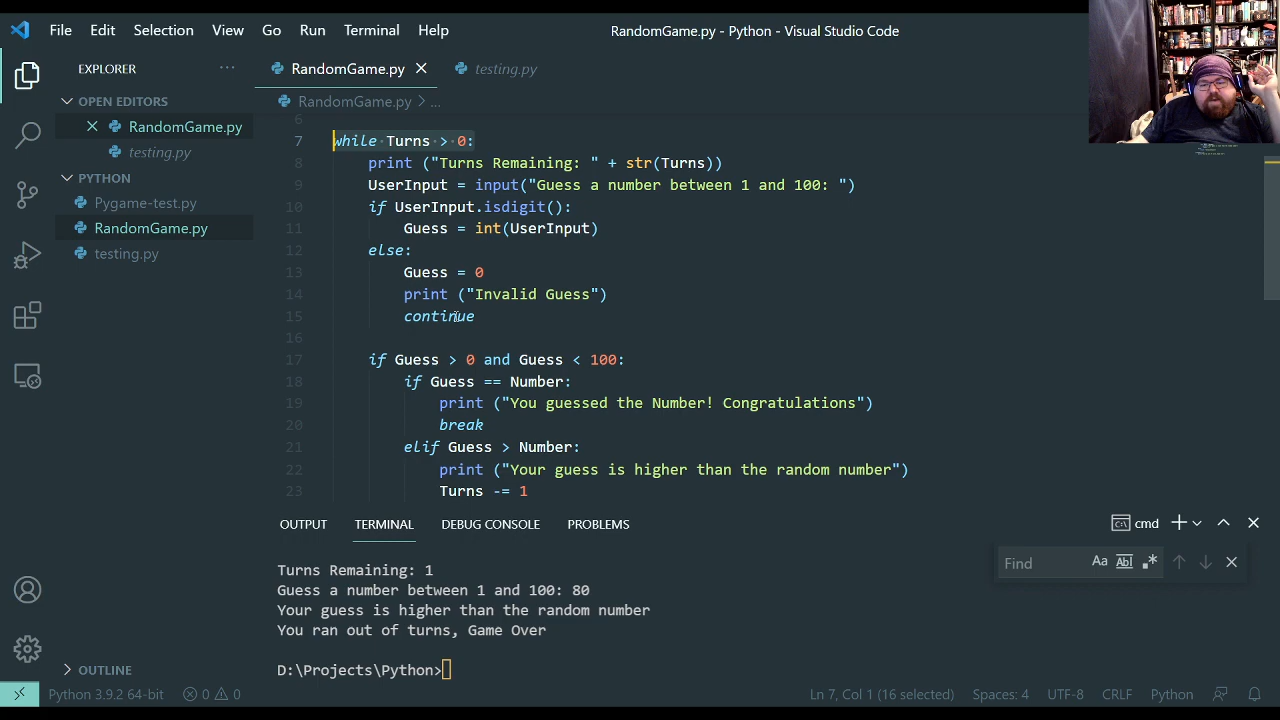 File Edit Selection View Go Run Terminal Help
RandomGame.py - Python - Visual Studio Code
EXPLORER ...
OPEN EDITORS
RandomGame.py
testing.py
PYTHON
Pygame-test.py
RandomGame.py
testing.py
OUTLINE
RandomGame.py testing.py
RandomGame.py > ...
6
7 while Turns > 0:
8 print ("Turns Remaining: " + str(Turns))
9 UserInput = input("Guess a number between 1 and 100: ")
10 if UserInput.isdigit():
11 Guess = int(UserInput)
12 else:
13 Guess = 0
14 print ("Invalid Guess")
15 continue
16
17 if Guess > 0 and Guess < 100:
18 if Guess == Number:
19 print ("You guessed the Number! Congratulations")
20 break
21 elif Guess > Number:
22 print ("Your guess is higher than the random number")
23 Turns -= 1
OUTPUT TERMINAL DEBUG CONSOLE PROBLEMS
cmd
Find Aa Abl .*
Turns Remaining: 1
Guess a number between 1 and 100: 80
Your guess is higher than the random number
You ran out of turns, Game Over
D:\Projects\Python>
Python 3.9.2 64-bit 0 0 Ln 7, Col 1 (16 selected) Spaces: 4 UTF-8 CRLF Python